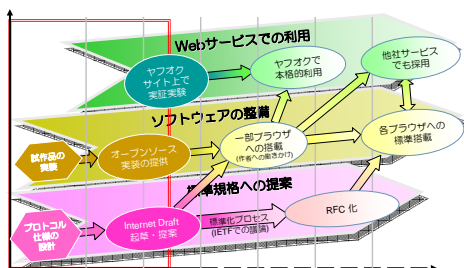 Webサービスでの利用
ヤフオク
サイト上で
実証実験
ヤフオクで
本格的利用
他社サービス
でも採用
ソフトウェアの整備
試作品の
実験
オープンソース
実装の提供
一部ブラウザ
への搭載
(作者への働きかけ)
各ブラウザへの
標準搭載
標準規格への提案
プロトコル
仕様の
設計
Internet Draft
起草・提案
標準化プロセス
(IETFでの議論)
RFC 化